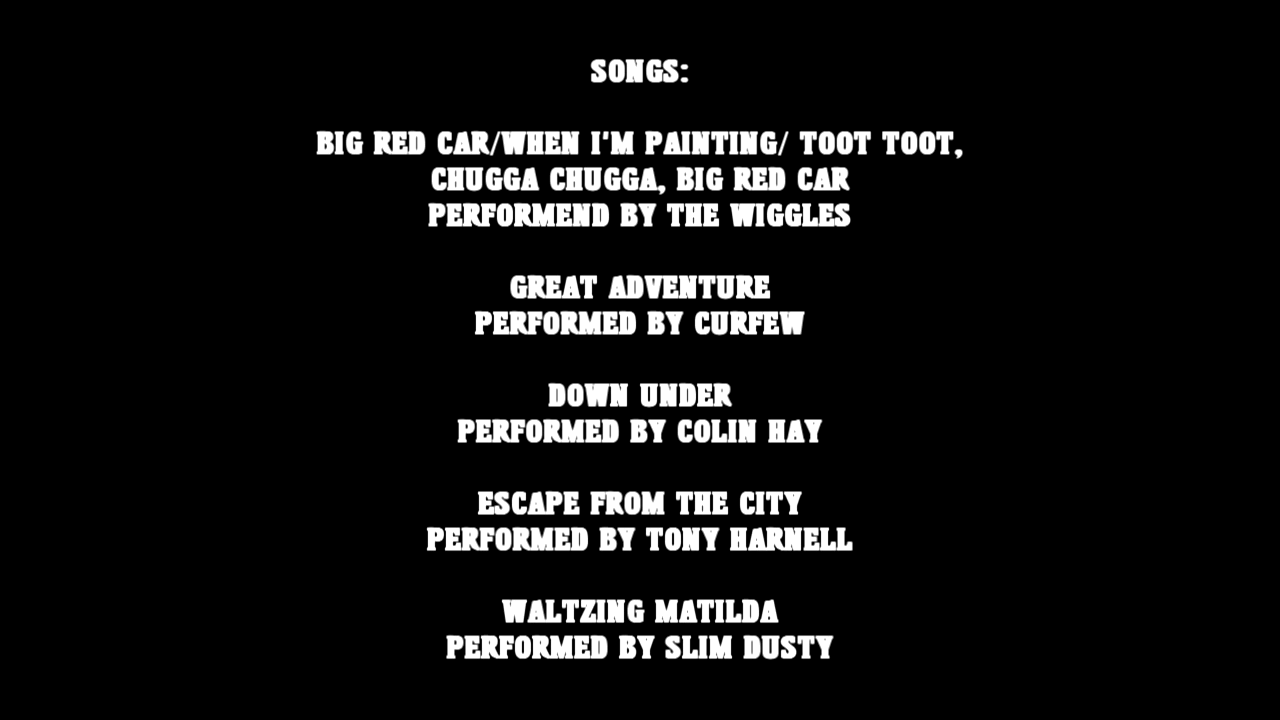 SONGS:
BIG RED CAR/WHEN I'M PAINTING/ TOOT TOOT,
CHUGGA CHUGGA, BIG RED CAR
PERFORMEND BY THE WIGGLES
GREAT ADVENTURE
PERFORMED BY CURFEW
DOWN UNDER
PERFORMED BY COLIN HAY
ESCAPE FROM THE CITY
PERFORMED BY TONY HARNELL
WALTZING MATILDA
PERFORMED BY SLIM DUSTY